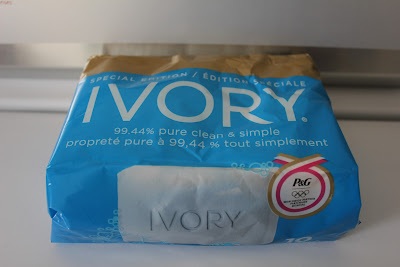 SPECIAL EDITION / ÉDITION SPÉCIALE
IVORY.
99.44% pure clean & simple
propreté pure à 99,44 % tout simplement
P&G
IVORY